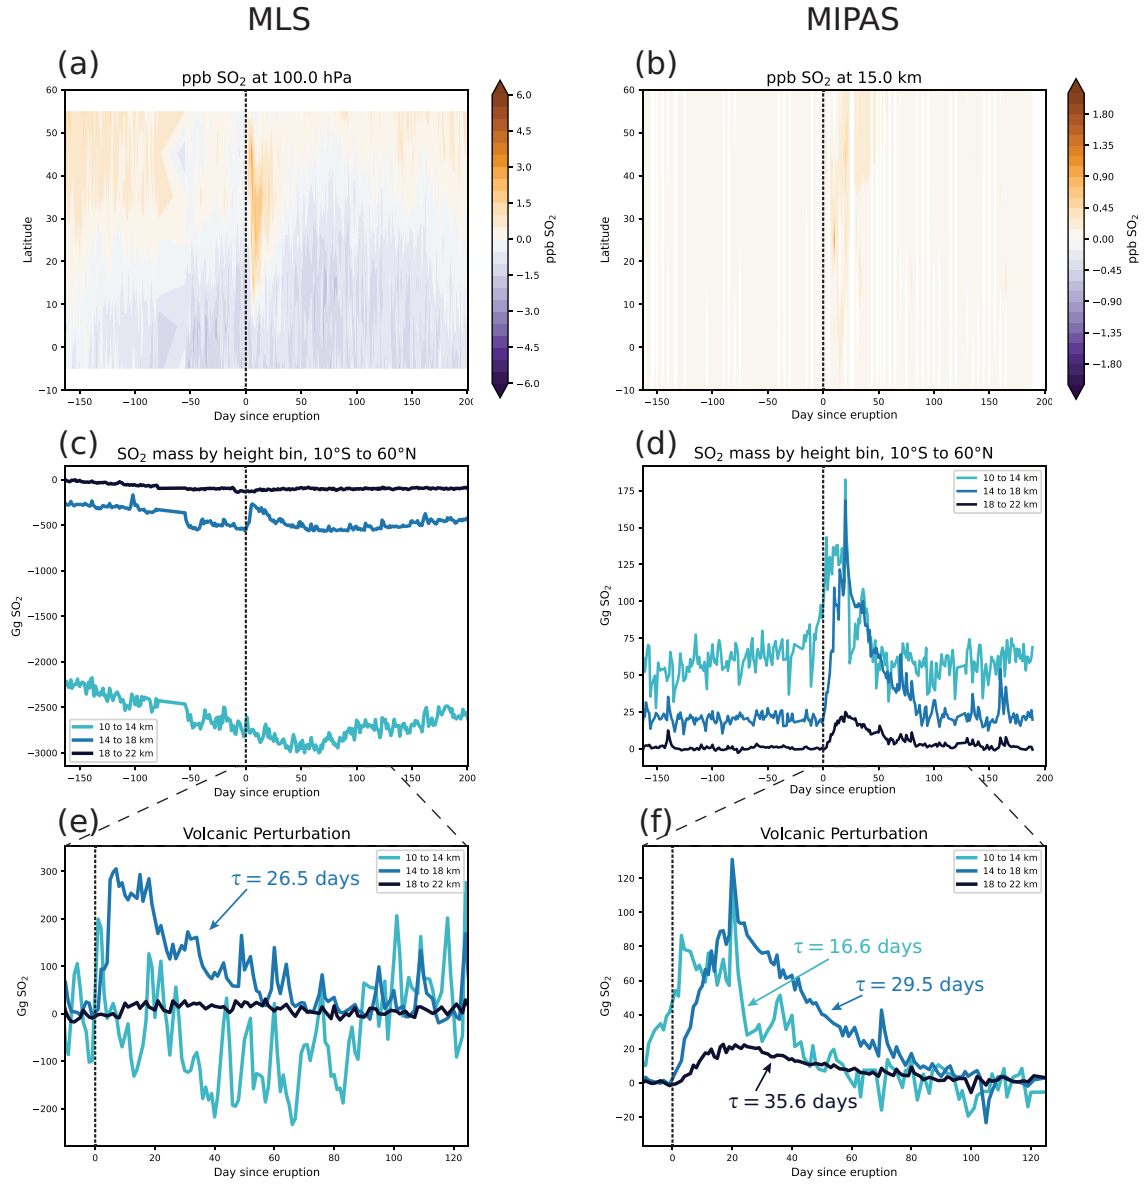 MLS
MIPAS
(a)
ppb SO₂ at 100.0 hPa
60
50
40
30
20
10
0
−10
Latitude
−150
−100
−50
0
50
100
150
200
Day since eruption
6.0
4.5
3.0
1.5
0.0
−1.5
−3.0
−4.5
−6.0
ppb SO₂
(b)
ppb SO₂ at 15.0 km
60
50
40
30
20
10
0
−10
Latitude
−150
−100
−50
0
50
100
150
200
Day since eruption
1.80
1.35
0.90
0.45
0.00
−0.45
−0.90
−1.35
−1.80
ppb SO₂
(c)
SO₂ mass by height bin, 10°S to 60°N
0
−500
−1000
−1500
−2000
−2500
−3000
Gg SO₂
10 to 14 km
14 to 18 km
18 to 22 km
−150
−100
−50
0
50
100
150
200
Day since eruption
(d)
SO₂ mass by height bin, 10°S to 60°N
10 to 14 km
14 to 18 km
18 to 22 km
175
150
125
100
75
50
25
0
Gg SO₂
−150
−100
−50
0
50
100
150
200
Day since eruption
(e)
Volcanic Perturbation
10 to 14 km
14 to 18 km
18 to 22 km
τ = 26.5 days
300
200
100
0
−100
−200
Gg SO₂
0
20
40
60
80
100
120
Day since eruption
(f)
Volcanic Perturbation
10 to 14 km
14 to 18 km
18 to 22 km
τ = 16.6 days
τ = 29.5 days
τ = 35.6 days
120
100
80
60
40
20
0
−20
Gg SO₂
0
20
40
60
80
100
120
Day since eruption